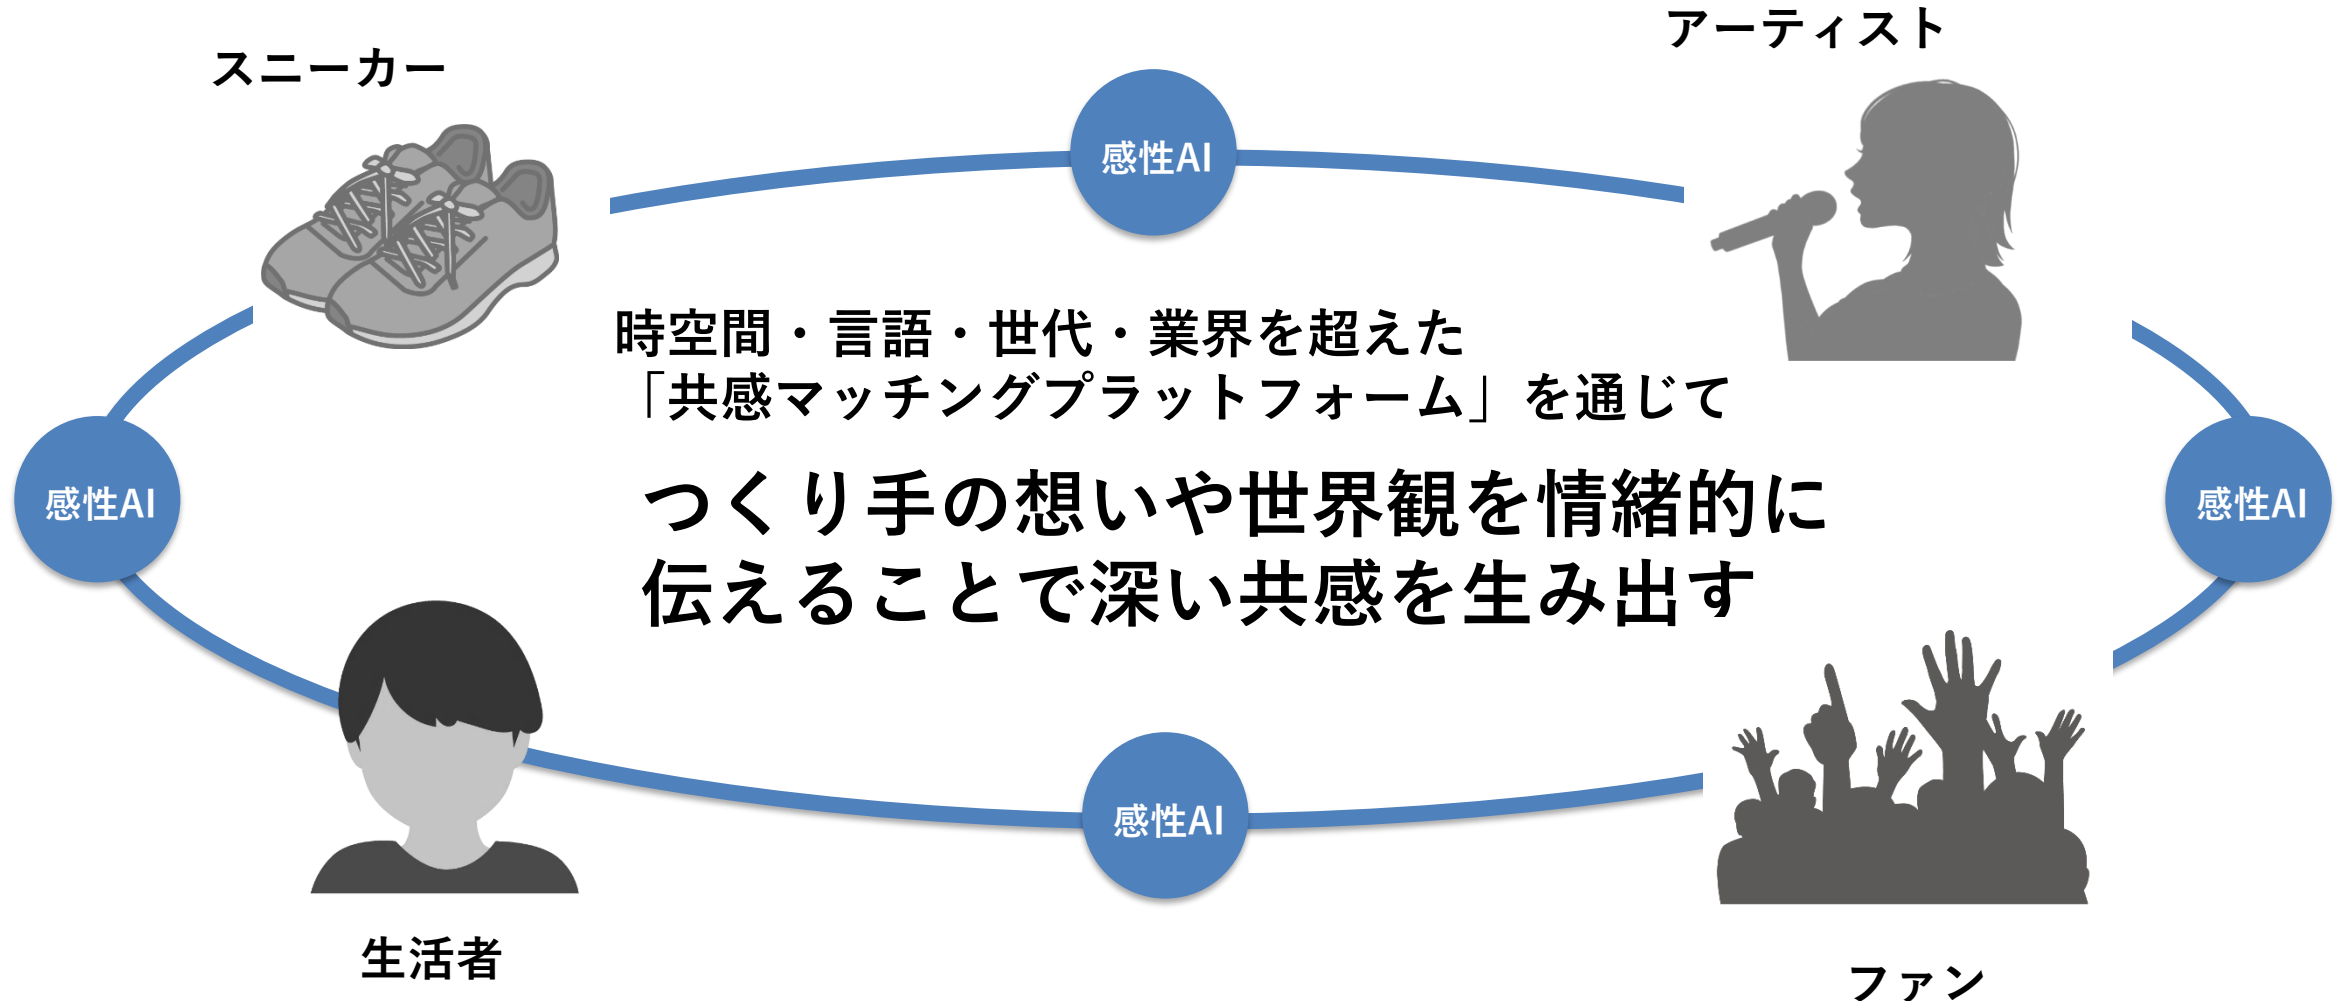 スニーカー
アーティスト
感性AI
時空間・言語・世代・業界を超えた
「共感マッチングプラットフォーム」を通じて
感性AI
つくり手の想いや世界観を情緒的に
伝えることで深い共感を生み出す
感性AI
感性AI
生活者
ファン